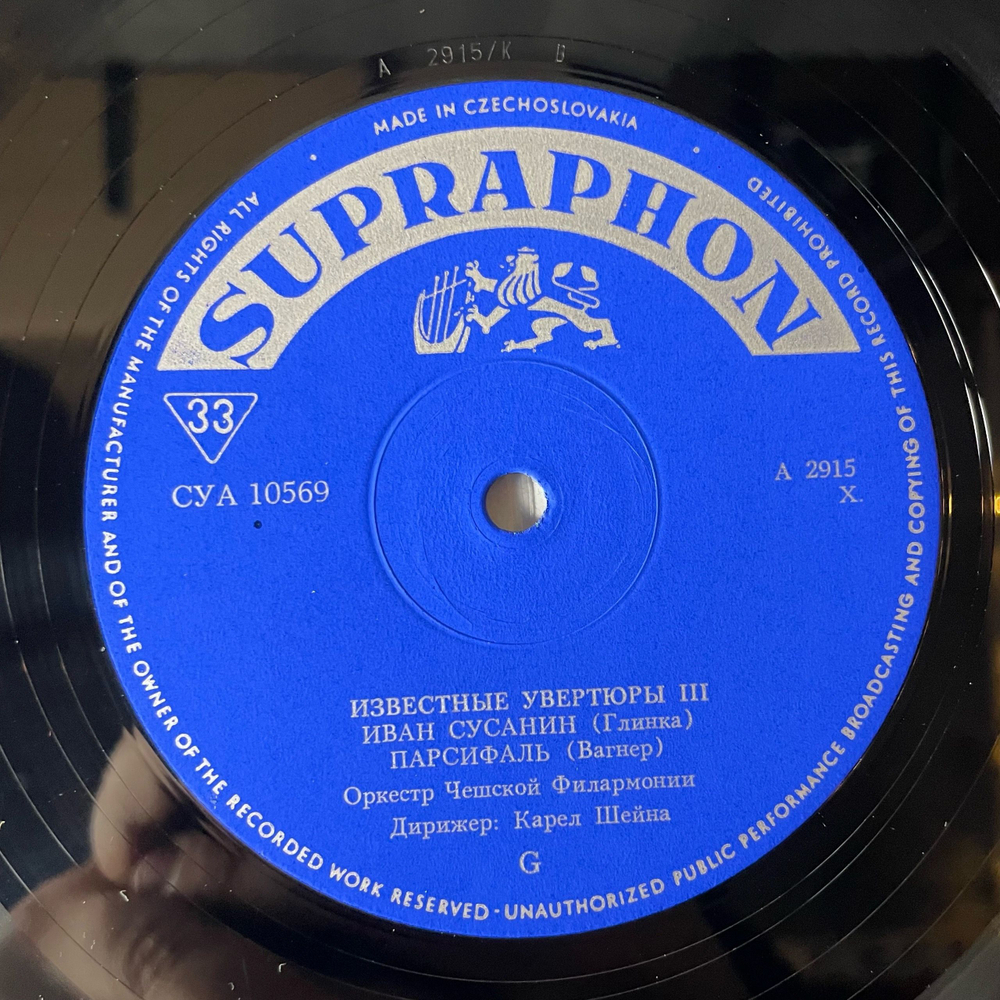 A 2915/K B
MADE IN CZECHOSLOVAKIA
SUPRAPHON
33
СУА 10569
A 2915
X.
ИЗВЕСТНЫЕ УВЕРТЮРЫ III
ИВАН СУСАНИН (Глинка)
ПАРСИФАЛЬ (Вагнер)
Оркестр Чешской Филармонии
Дирижер: Карел Шейна
G
ALL RIGHTS OF THE MANUFACTURER AND OF THE OWNER OF THE RECORDED WORK RESERVED · UNAUTHORIZED PUBLIC PERFORMANCE BROADCASTING AND COPYING OF THIS RECORD PROHIBITED